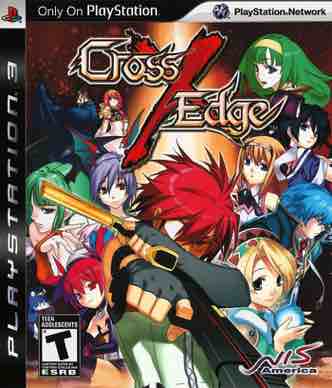 Only On PlayStation
PlayStation Network
PLAYSTATION 3
Cross
Edge
TEEN
ADOLESCENTS
T
ESRB
NIS
America